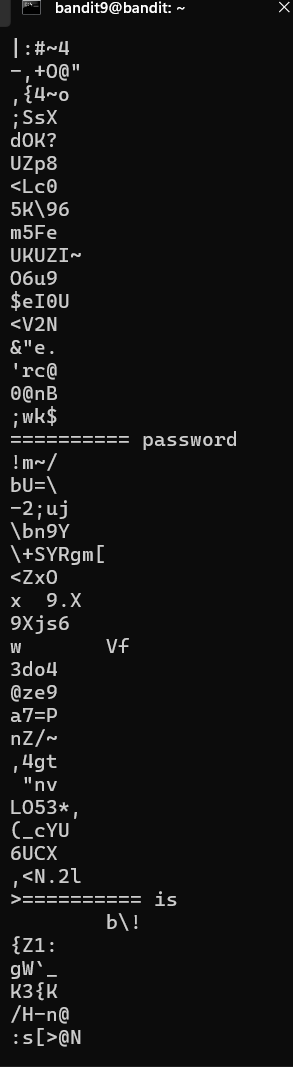 bandit9@bandit: ~
|:#~4
-,+O@"
,{4~o
;SsX
dOK?
UZp8
<Lc0
5K\96
m5Fe
UKUZI~
O6u9
$eI0U
<V2N
&"e.
'rc@
0@nB
;wk$
========== password
!m~/
bU=\
-2;uj
\bn9Y
\+SYRgm[
<ZxO
x  9.X
9Xjs6
w       Vf
3do4
@ze9
a7=P
nZ/~
,4gt
 "nv
LO53*,
(_cYU
6UCX
,<N.2l
>========== is
        b\!
{Z1:
gW`_
K3{K
/H-n@
:s[>@N